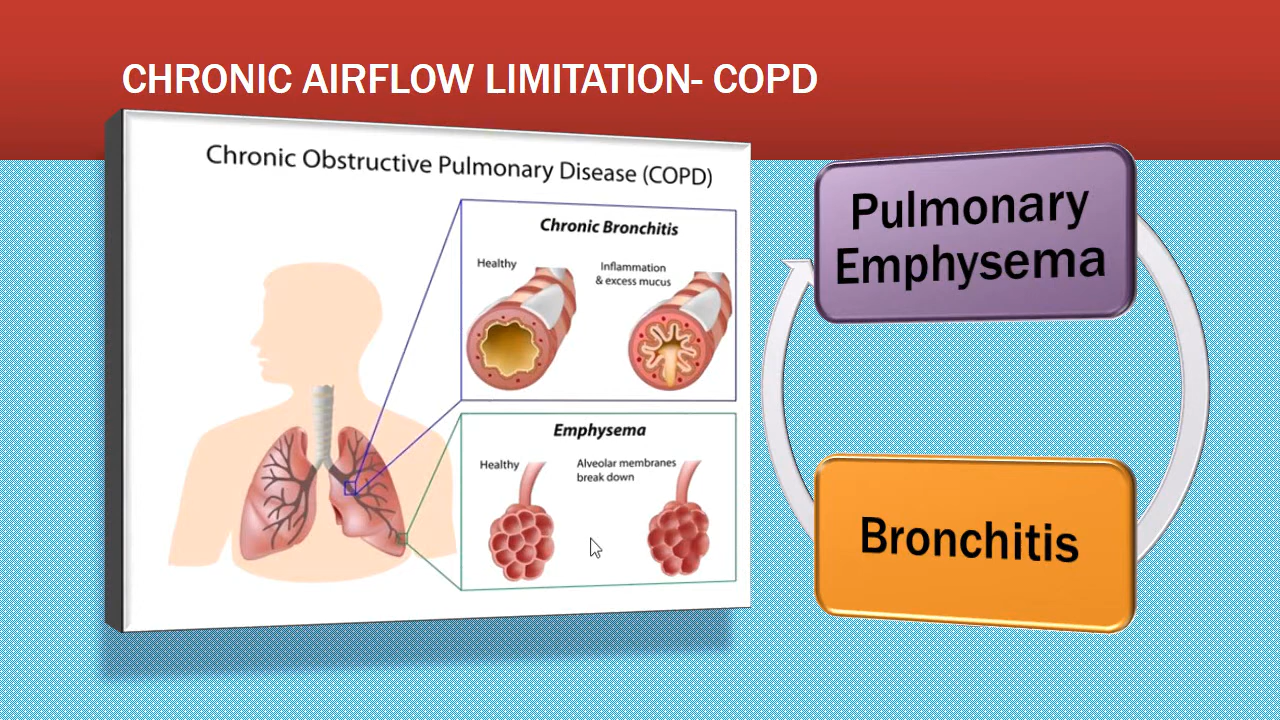 CHRONIC AIRFLOW LIMITATION- COPD
Chronic Obstructive Pulmonary Disease (COPD)
Chronic Bronchitis
Healthy
Inflammation
& excess mucus
Emphysema
Healthy
Alveolar membranes
break down
Pulmonary
Emphysema
Bronchitis